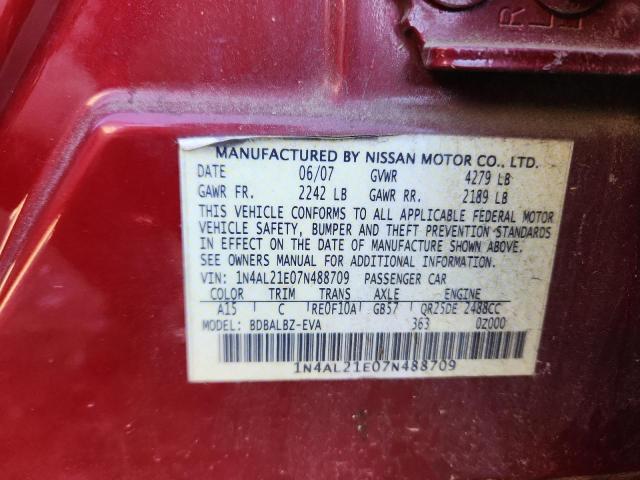 R
L
MANUFACTURED BY NISSAN MOTOR CO., LTD.
DATE 06/07 GVWR 4279 LB
GAWR FR. 2242 LB GAWR RR. 2189 LB
THIS VEHICLE CONFORMS TO ALL APPLICABLE FEDERAL MOTOR
VEHICLE SAFETY, BUMPER AND THEFT PREVENTION STANDARDS
IN EFFECT ON THE DATE OF MANUFACTURE SHOWN ABOVE.
SEE OWNERS MANUAL FOR ADDITIONAL INFORMATION.
VIN: 1N4AL21E07N488709 PASSENGER CAR
COLOR TRIM TRANS AXLE ENGINE
A15 C RE0F10A GB57 QR25DE 2488CC
MODEL: BDBALBZ-EVA 363 0Z000
1N4AL21E07N488709